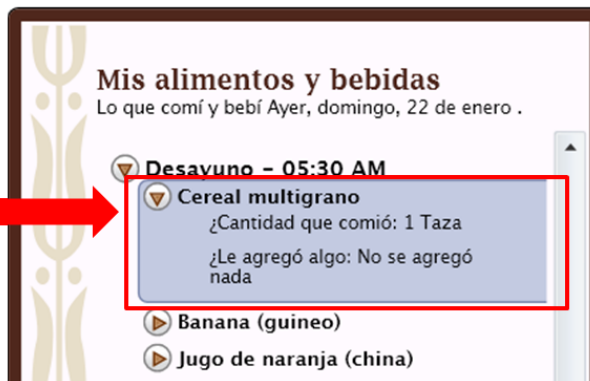 Mis alimentos y bebidas
Lo que comí y bebí Ayer, domingo, 22 de enero .
Desayuno - 05:30 AM
Cereal multigrano
¿Cantidad que comió: 1 Taza
¿Le agregó algo: No se agregó
nada
Banana (guineo)
Jugo de naranja (china)